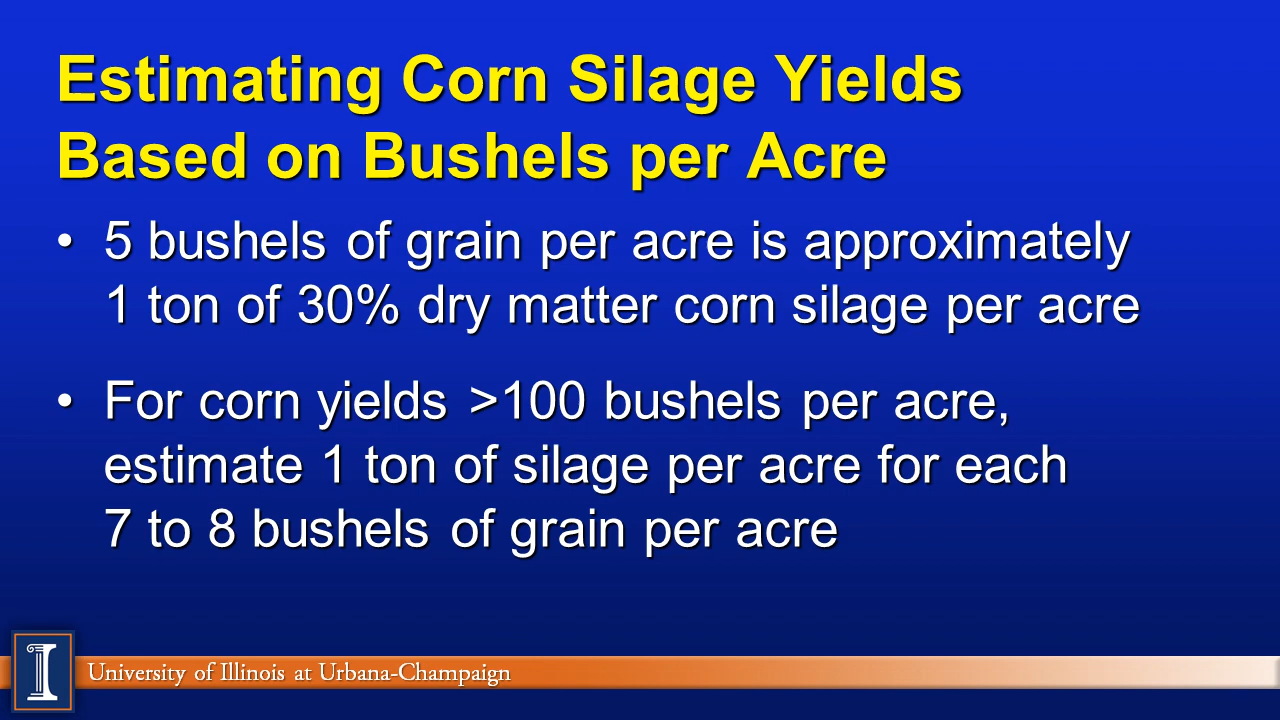 Estimating Corn Silage Yields
Based on Bushels per Acre
• 5 bushels of grain per acre is approximately
1 ton of 30% dry matter corn silage per acre
• For corn yields >100 bushels per acre,
estimate 1 ton of silage per acre for each
7 to 8 bushels of grain per acre
I
University of Illinois at Urbana-Champaign